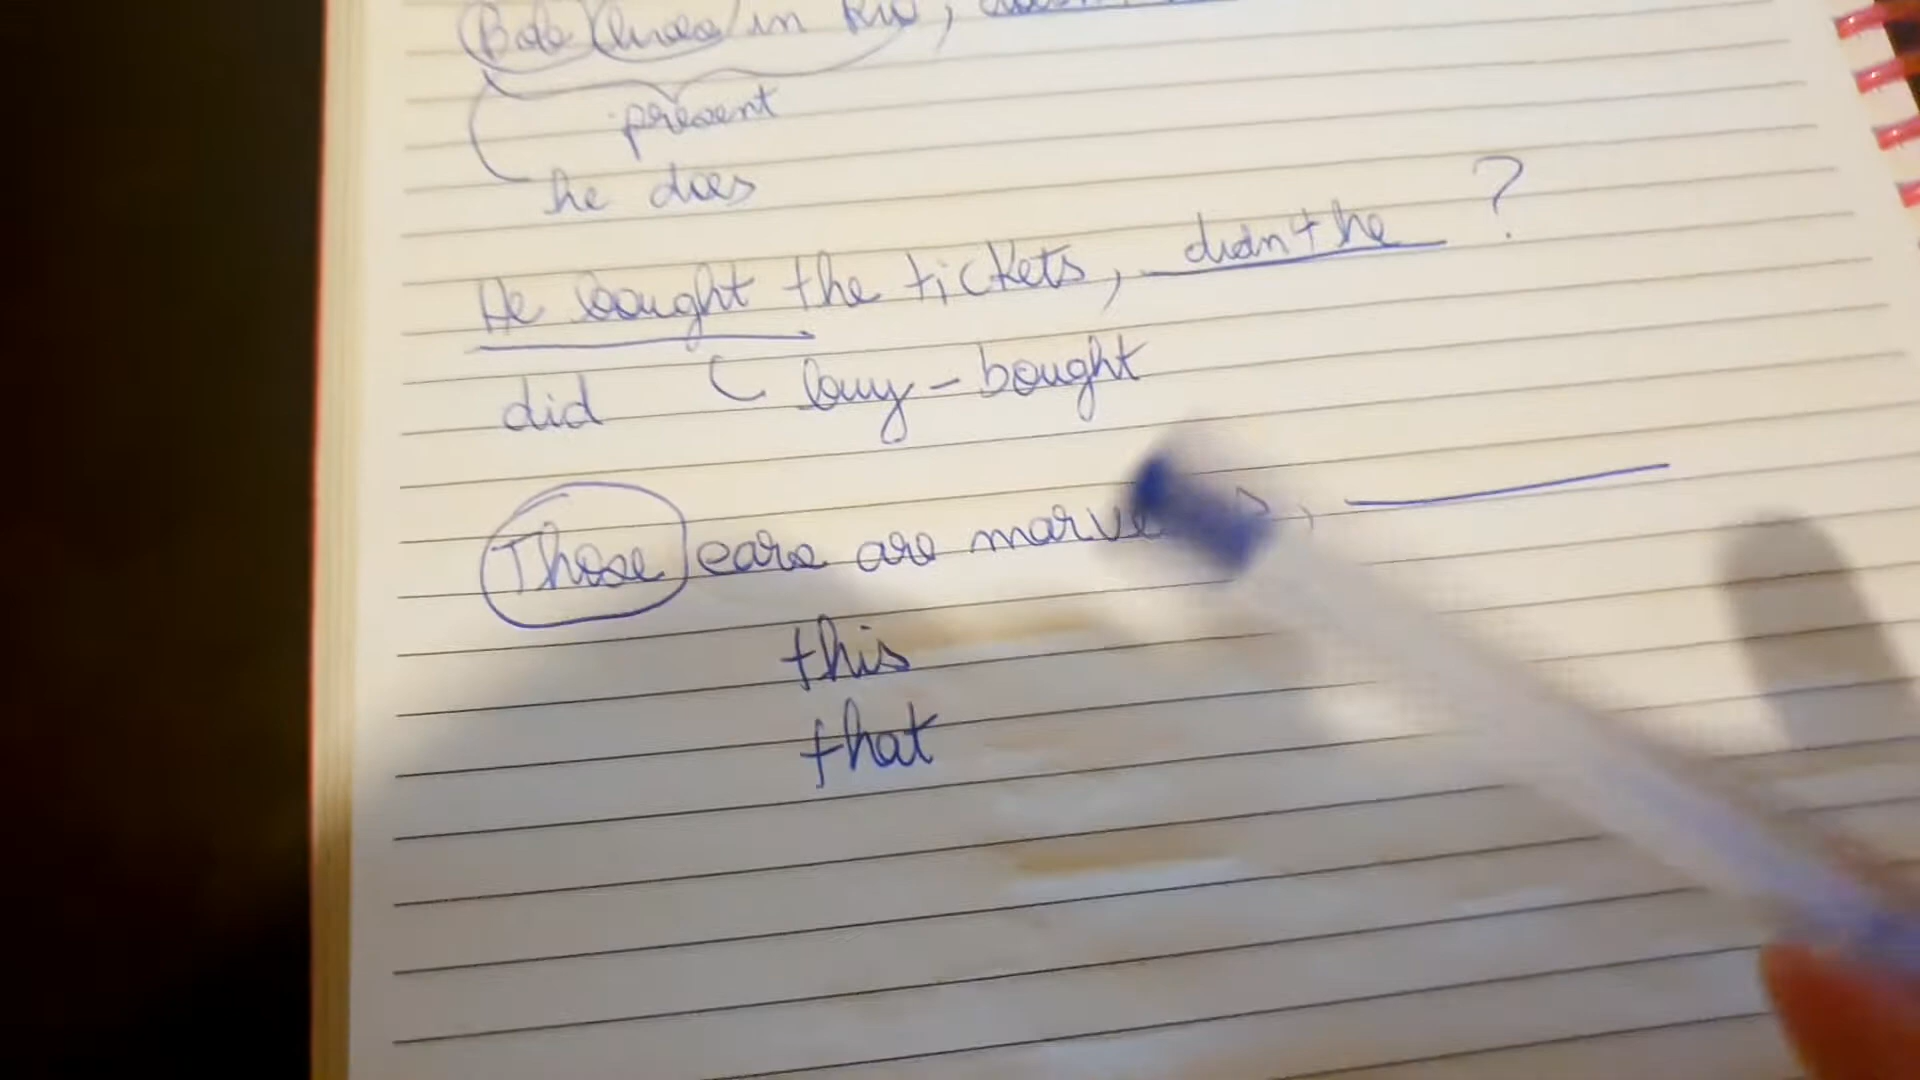 Bob lives in Rio,
present
he does
He bought the tickets, didn't he ?
did buy - bought
Those cars are
this
that